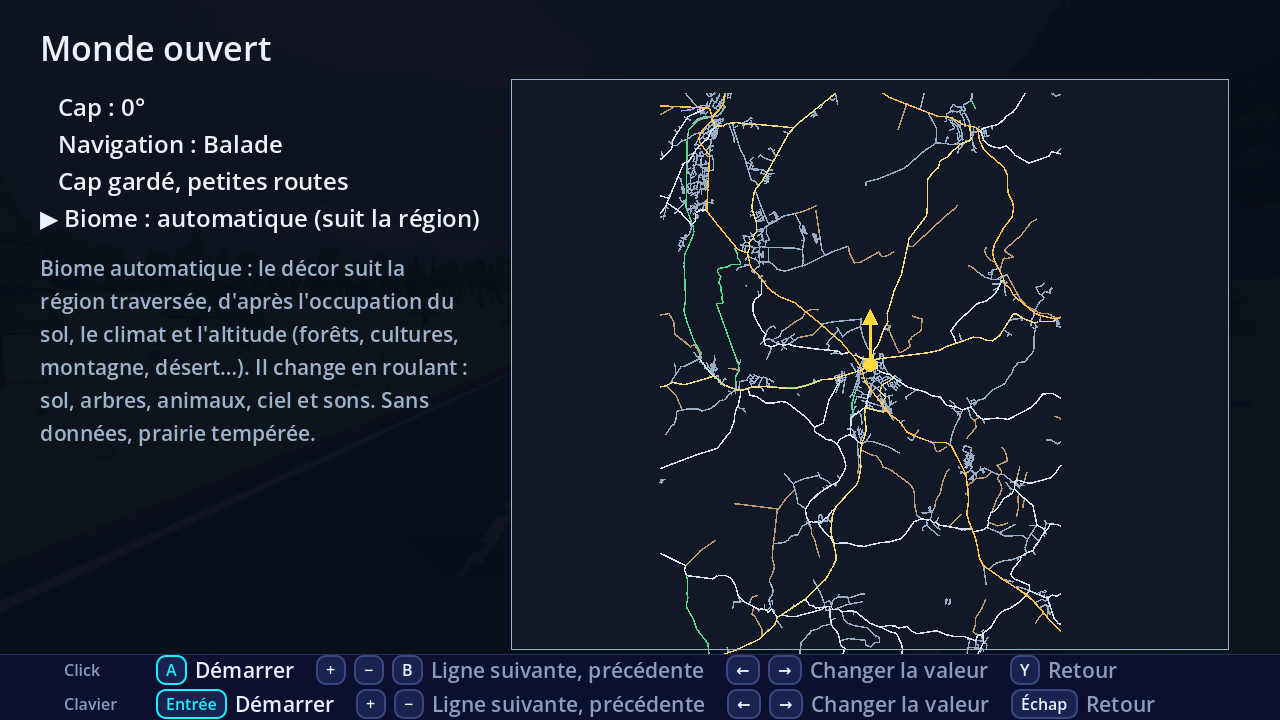 Monde ouvert
Cap : 0°
Navigation : Balade
Cap gardé, petites routes
▶ Biome : automatique (suit la région)
Biome automatique : le décor suit la
région traversée, d'après l'occupation du
sol, le climat et l'altitude (forêts, cultures,
montagne, désert...). Il change en roulant :
sol, arbres, animaux, ciel et sons. Sans
données, prairie tempérée.
Click A Démarrer + − B Ligne suivante, précédente ← → Changer la valeur Y Retour
Clavier Entrée Démarrer + − Ligne suivante, précédente ← → Changer la valeur Échap Retour